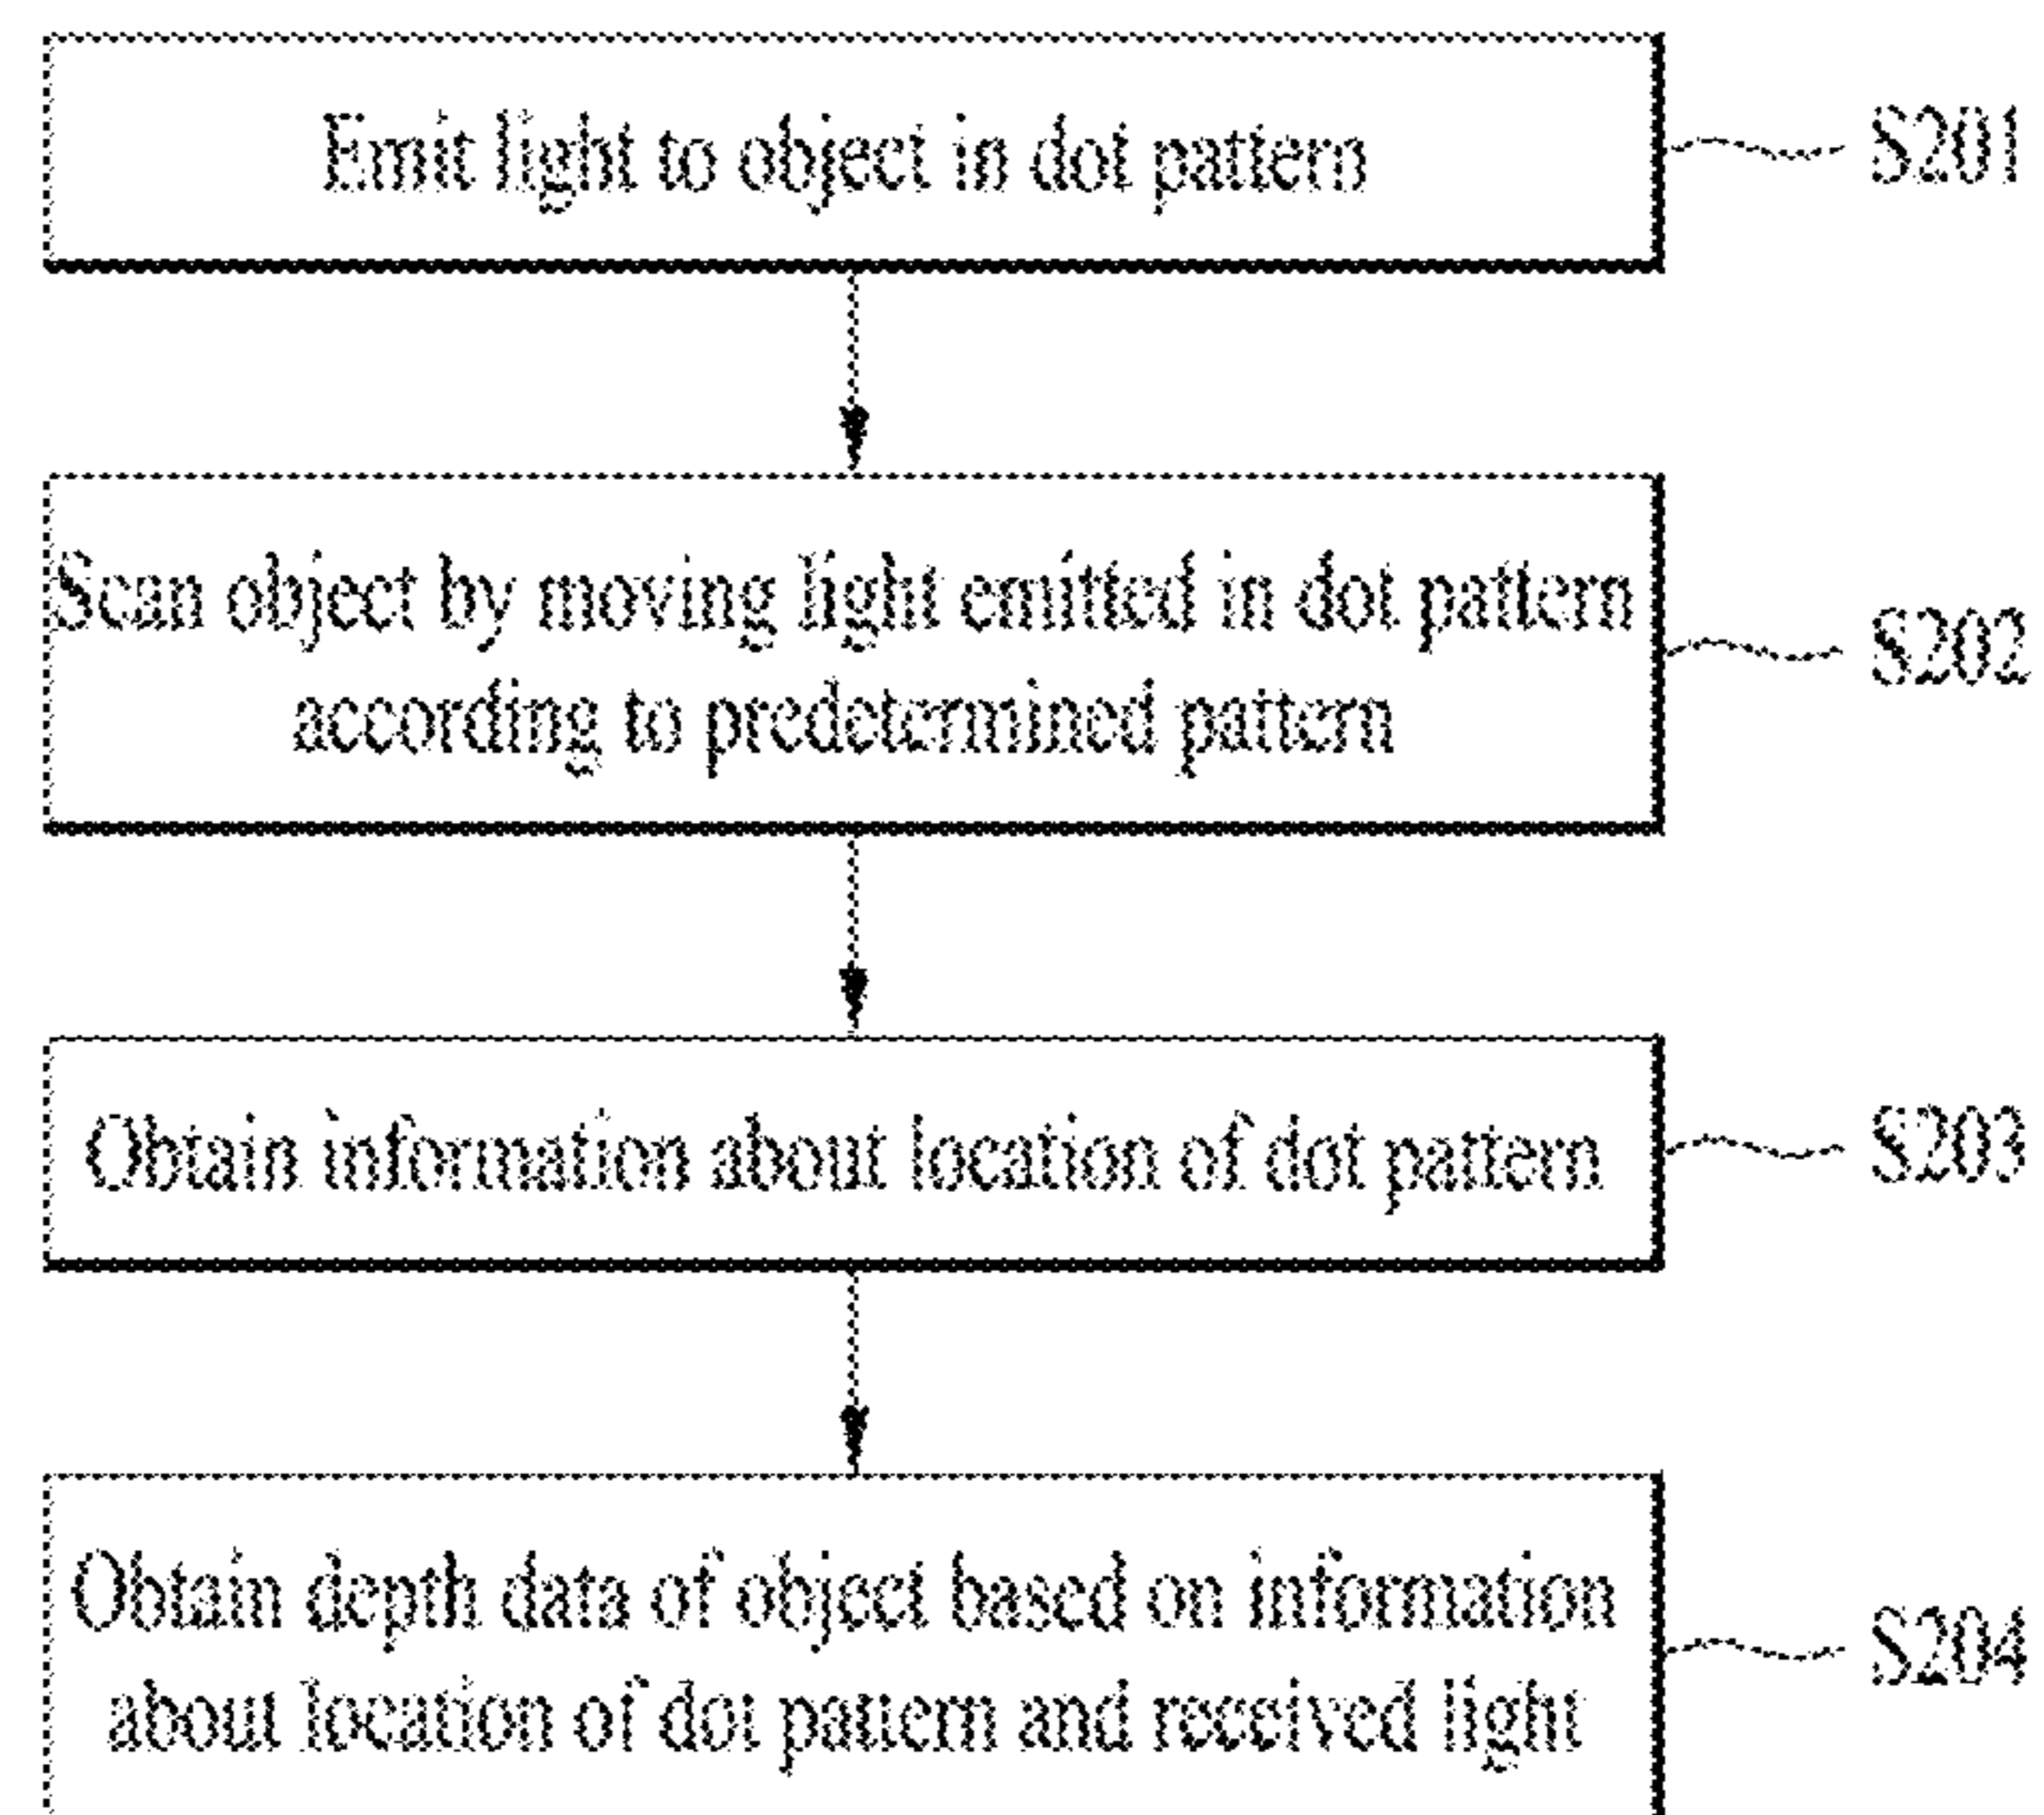 Emit light to object in dot pattern
S201
Scan object by moving light emitted in dot pattern
according to predetermined pattern
S202
Obtain information about location of dot pattern
S203
Obtain depth data of object based on information
about location of dot pattern and received light
S204